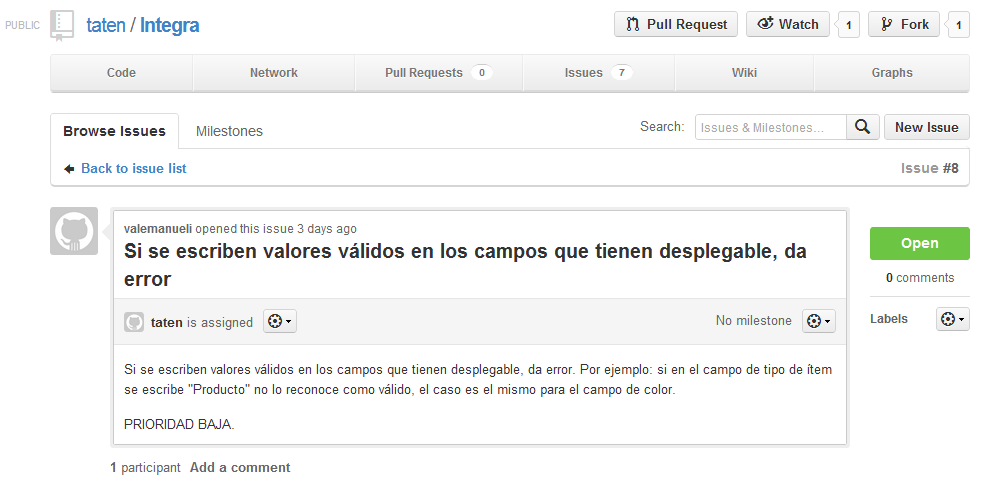 PUBLIC taten / Integra Pull Request Watch 1 Fork 1
Code Network Pull Requests 0 Issues 7 Wiki Graphs
Browse Issues Milestones Search: Issues & Milestones... New Issue
Back to issue list Issue #8
valemanueli opened this issue 3 days ago
Si se escriben valores válidos en los campos que tienen desplegable, da
error
Open
0 comments
taten is assigned No milestone Labels
Si se escriben valores válidos en los campos que tienen desplegable, da error. Por ejemplo: si en el campo de tipo de ítem
se escribe "Producto" no lo reconoce como válido, el caso es el mismo para el campo de color.
PRIORIDAD BAJA.
1 participant Add a comment